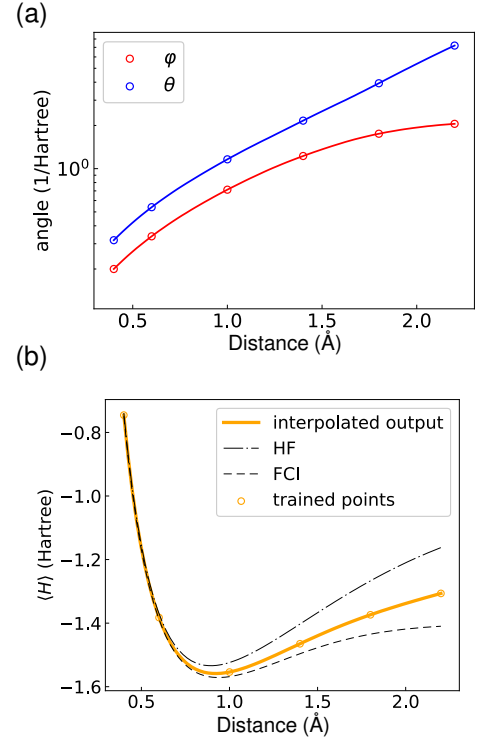 (a)
φ
θ
10⁰
angle (1/Hartree)
0.5 1.0 1.5 2.0
Distance (Å)
(b)
interpolated output
HF
FCI
trained points
−0.8
−1.0
−1.2
−1.4
−1.6
⟨H⟩ (Hartree)
0.5 1.0 1.5 2.0
Distance (Å)